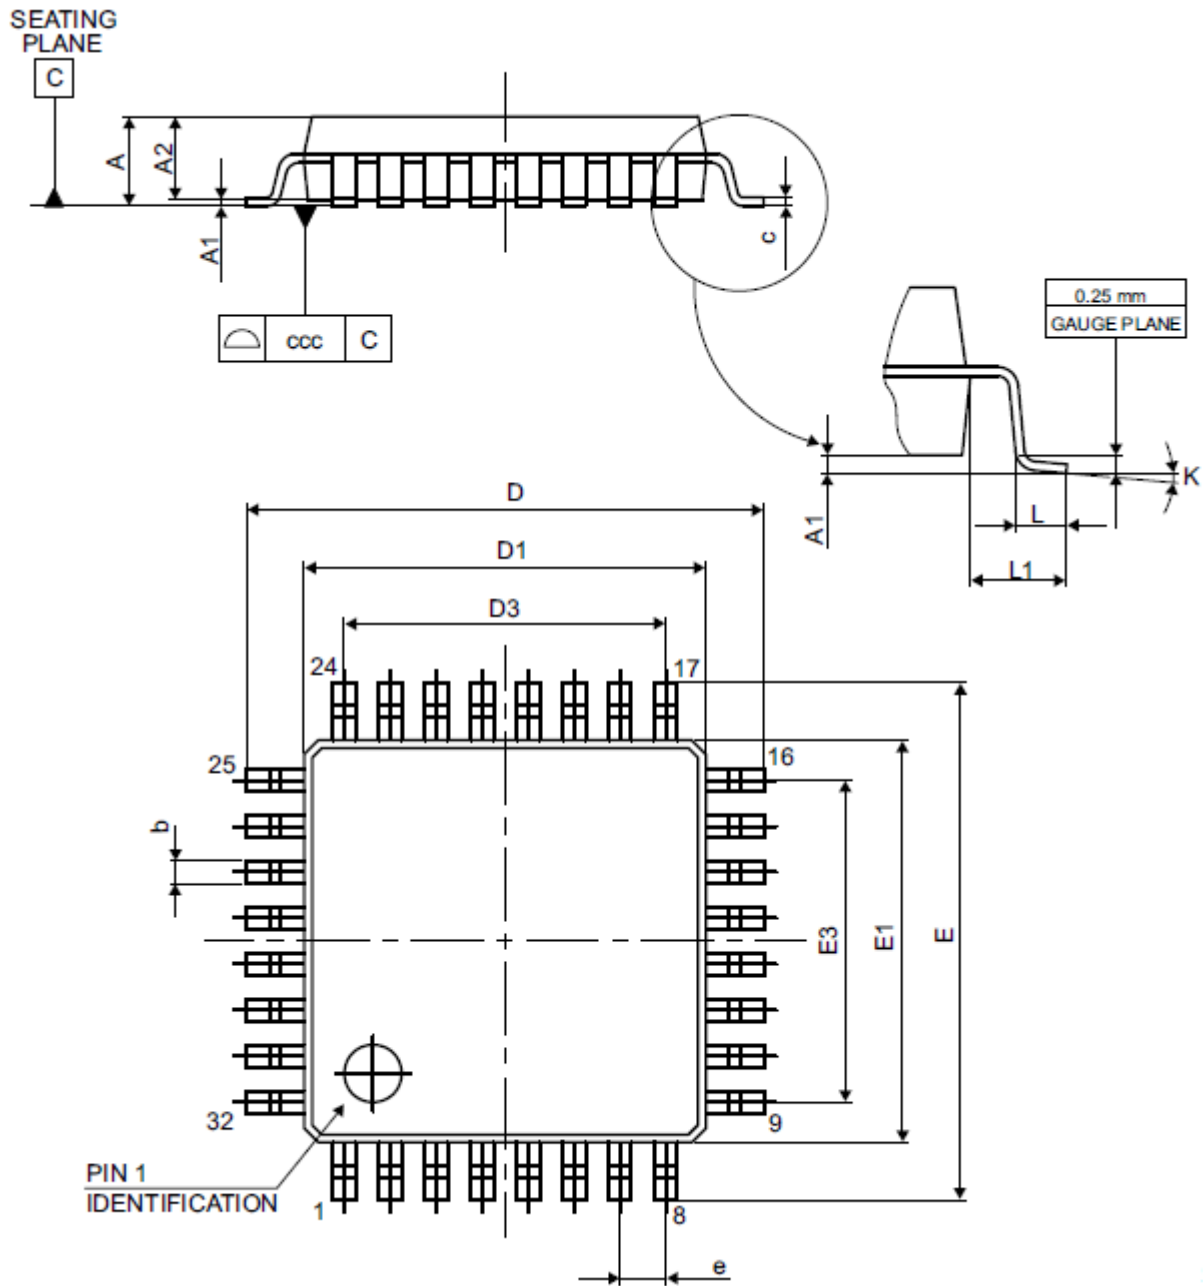 SEATING
PLANE
C
A
A2
A1
c
ccc
C
0.25 mm
GAUGE PLANE
K
A1
L
L1
D
D1
D3
24
17
25
16
b
E3
E1
E
32
9
PIN 1
IDENTIFICATION
1
8
e